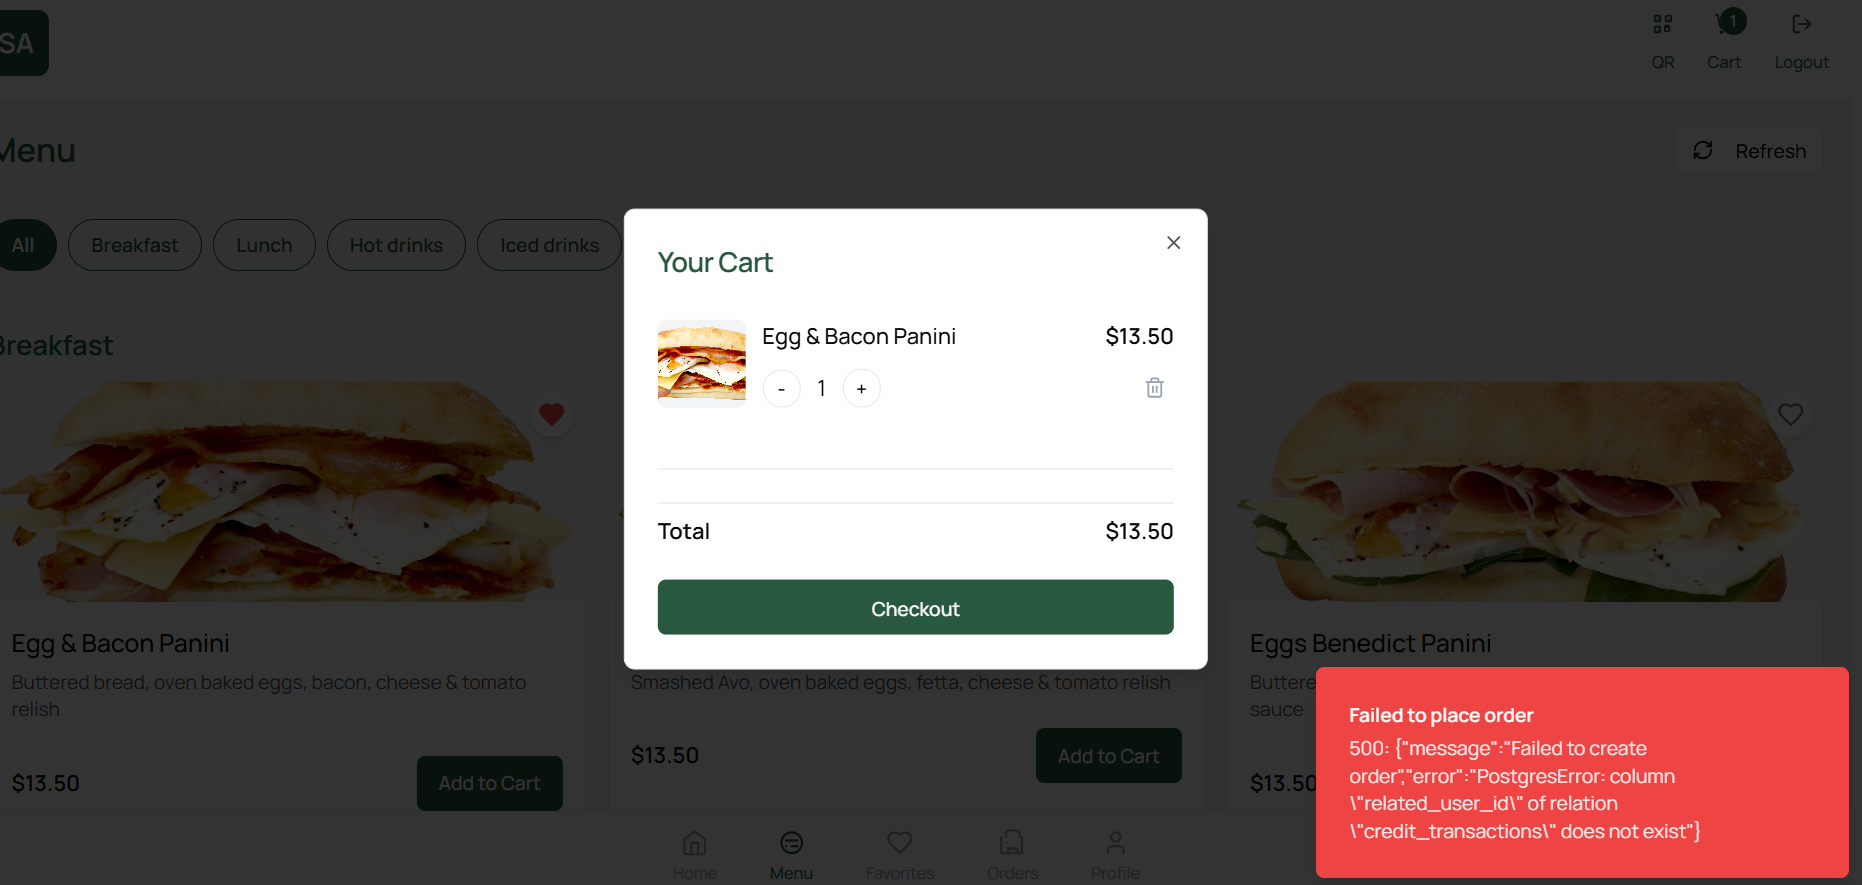 SA
QR
1
Cart
Logout
Menu
Refresh
All
Breakfast
Lunch
Hot drinks
Iced drinks
Breakfast
Your Cart
Egg & Bacon Panini
$13.50
-
1
+
Total
$13.50
Checkout
Egg & Bacon Panini
Buttered bread, oven baked eggs, bacon, cheese & tomato
relish
$13.50
Add to Cart
Smashed Avo, oven baked eggs, fetta, cheese & tomato relish
$13.50
Add to Cart
Eggs Benedict Panini
Buttere
sauce
$13.50
Failed to place order
500: {"message":"Failed to create
order","error":"PostgresError: column
\"related_user_id\" of relation
\"credit_transactions\" does not exist"}
Home
Menu
Favorites
Orders
Profile